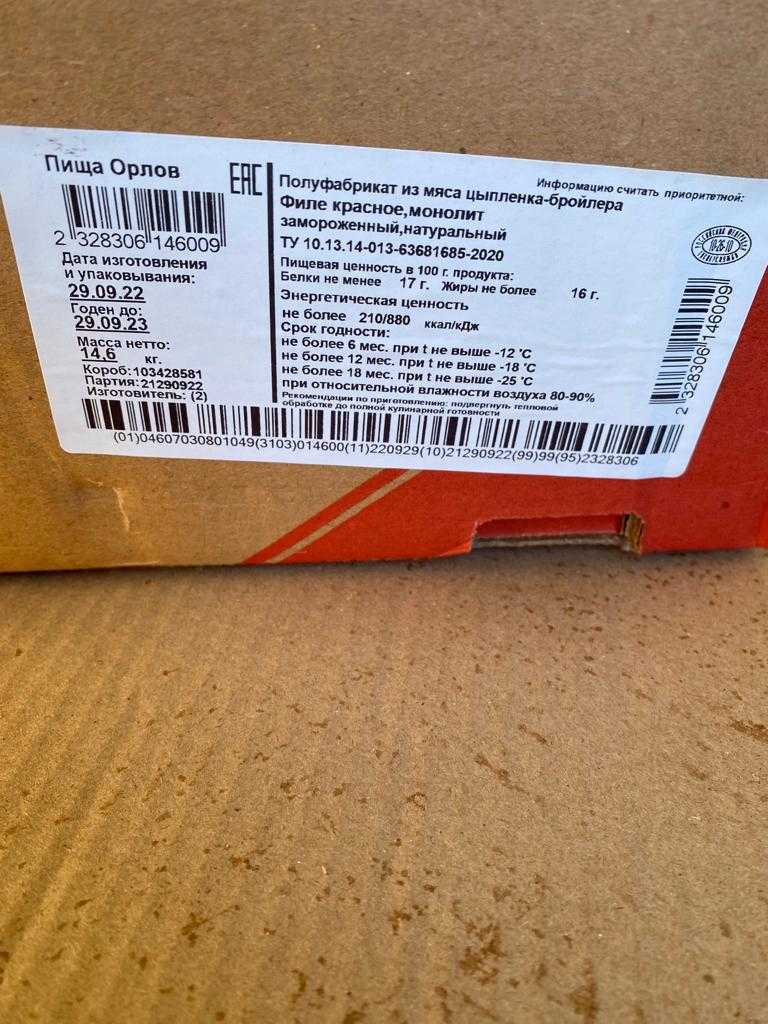 Пища Орлов
EAC
2 328306 146009
Дата изготовления
и упаковывания:
29.09.22
Годен до:
29.09.23
Масса нетто:
14,6 кг.
Короб:103428581
Партия:21290922
Изготовитель: (2)
Информацию считать приоритетной:
Полуфабрикат из мяса цыпленка-бройлера
Филе красное,монолит
замороженный,натуральный
ТУ 10.13.14-013-63681685-2020
Пищевая ценность в 100 г. продукта:
Белки не менее 17 г. Жиры не более 16 г.
Энергетическая ценность
не более 210/880 ккал/кДж
Срок годности:
не более 6 мес. при t не выше -12 °C
не более 12 мес. при t не выше -18 °C
не более 18 мес. при t не выше -25 °C
при относительной влажности воздуха 80-90%
Рекомендации по приготовлению: подвергнуть тепловой
обработке до полной кулинарной готовности
2 328306 146009
(01)04607030801049(3103)014600(11)220929(10)21290922(99)99(95)2328306